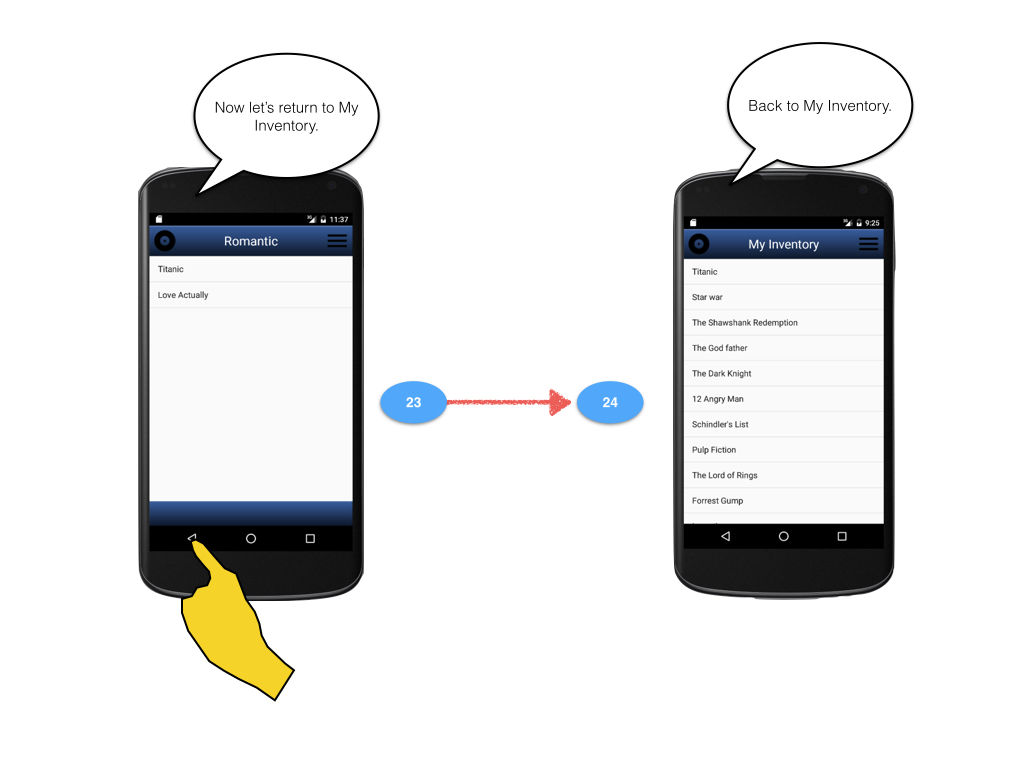 Now let's return to My
Inventory.
3G 11:37
Romantic
Titanic
Love Actually
23
24
Back to My Inventory.
3G 9:25
My Inventory
Titanic
Star war
The Shawshank Redemption
The God father
The Dark Knight
12 Angry Man
Schindler's List
Pulp Fiction
The Lord of Rings
Forrest Gump